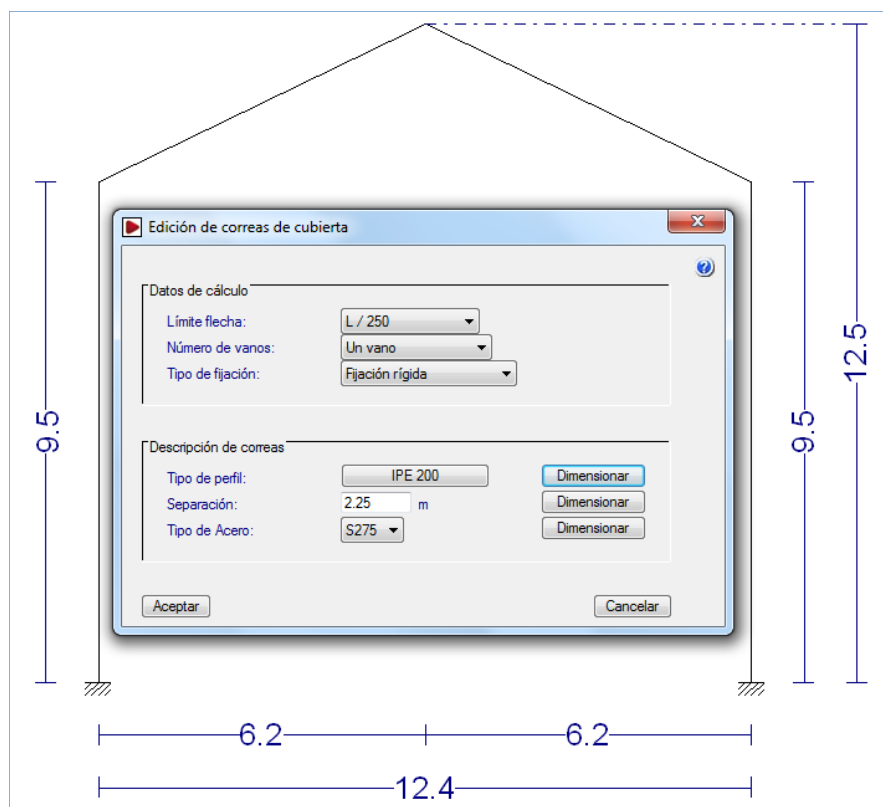 Edición de correas de cubierta
Datos de cálculo
Límite flecha: L / 250
Número de vanos: Un vano
Tipo de fijación: Fijación rígida
Descripción de correas
Tipo de perfil: IPE 200 Dimensionar
Separación: 2.25 m Dimensionar
Tipo de Acero: S275 Dimensionar
Aceptar Cancelar
9.5
9.5
12.5
6.2 6.2
12.4